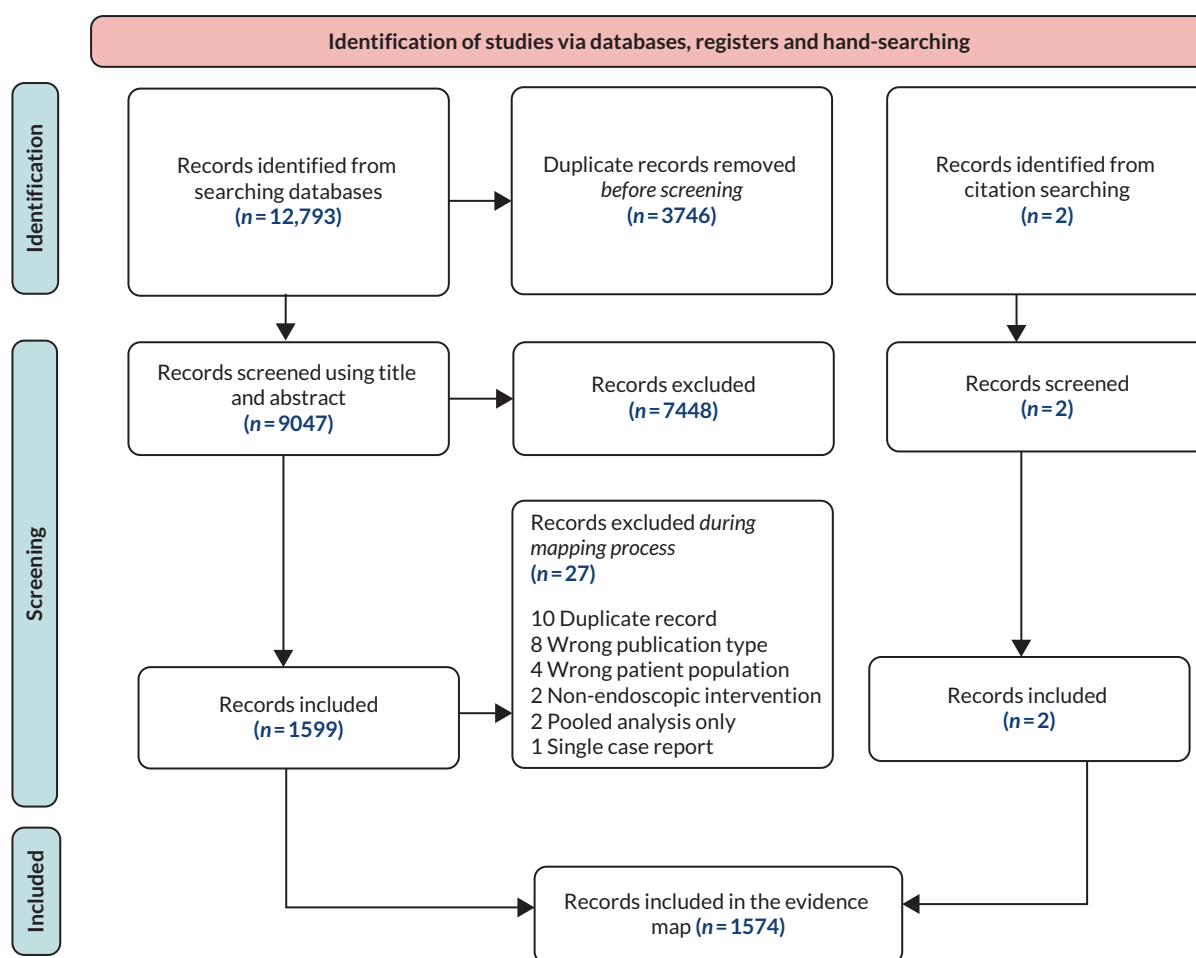 Identification of studies via databases, registers and hand-searching
Identification
Records identified from
searching databases
(n = 12,793)
Duplicate records removed
before screening
(n = 3746)
Records identified from
citation searching
(n = 2)
Screening
Records screened using title
and abstract
(n = 9047)
Records excluded
(n = 7448)
Records screened
(n = 2)
Records excluded during
mapping process
(n = 27)
10 Duplicate record
8 Wrong publication type
4 Wrong patient population
2 Non-endoscopic intervention
2 Pooled analysis only
1 Single case report
Records included
(n = 1599)
Records included
(n = 2)
Included
Records included in the evidence
map (n = 1574)